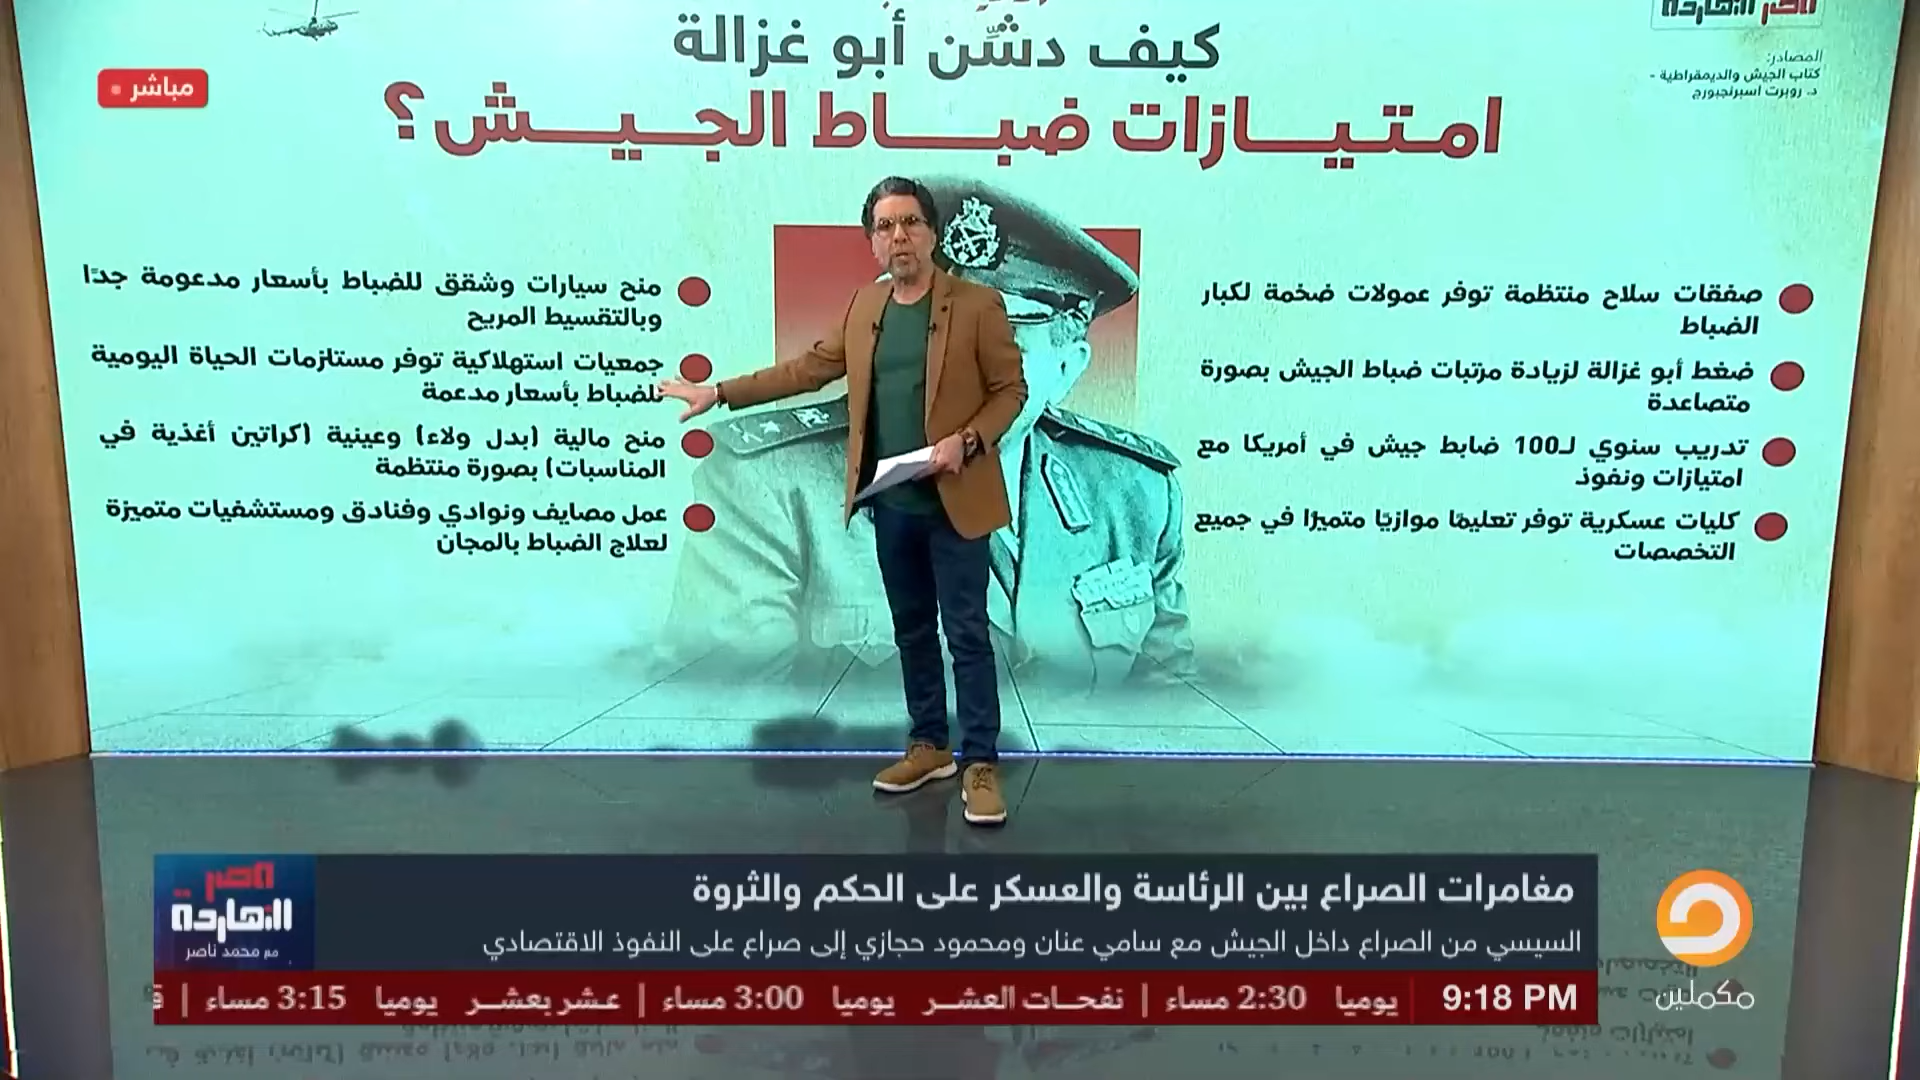 كيف دشّن أبو غزالة
امتيازات ضباط الجيش؟
نصر النهاردة
المصادر:
كتاب الجيش والديمقراطية -
د. روبرت اسبرنجبورج
مباشر
صفقات سلاح منتظمة توفر عمولات ضخمة لكبار
الضباط
ضغط أبو غزالة لزيادة مرتبات ضباط الجيش بصورة
متصاعدة
تدريب سنوي لـ100 ضابط جيش في أمريكا مع
امتيازات ونفوذ
كليات عسكرية توفر تعليمًا موازيًا متميزًا في جميع
التخصصات
منح سيارات وشقق للضباط بأسعار مدعومة جدًا
وبالتقسيط المريح
جمعيات استهلاكية توفر مستلزمات الحياة اليومية
للضباط بأسعار مدعمة
منح مالية (بدل ولاء) وعينية (كراتين أغذية في
المناسبات) بصورة منتظمة
عمل مصايف ونوادي وفنادق ومستشفيات متميزة
لعلاج الضباط بالمجان
مغامرات الصراع بين الرئاسة والعسكر على الحكم والثروة
السيسي من الصراع داخل الجيش مع سامي عنان ومحمود حجازي إلى صراع على النفوذ الاقتصادي
نصر
النهاردة
مع محمد ناصر
9:18 PM
يوميا 2:30 مساء | نفحات العشر يوميا 3:00 مساء | عشر بعشر يوميا 3:15 مساء |
مكملين